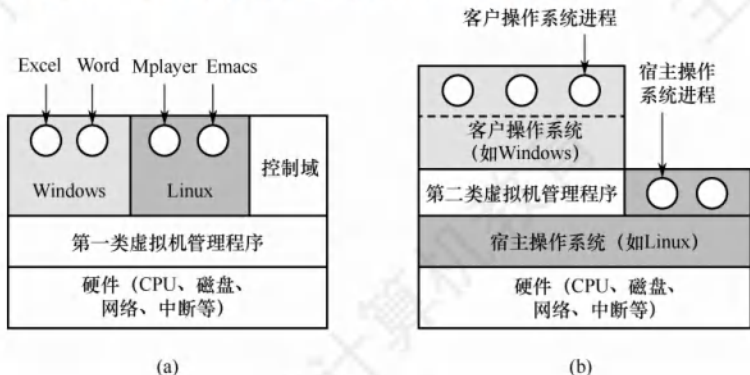 Excel Word Mplayer Emacs
Windows
Linux
控制域
第一类虚拟机管理程序
硬件（CPU、磁盘、
网络、中断等）
(a)
客户操作系统进程
宿主操作
系统进程
客户操作系统
（如Windows）
第二类虚拟机管理程序
宿主操作系统（如Linux）
硬件（CPU、磁盘、
网络、中断等）
(b)